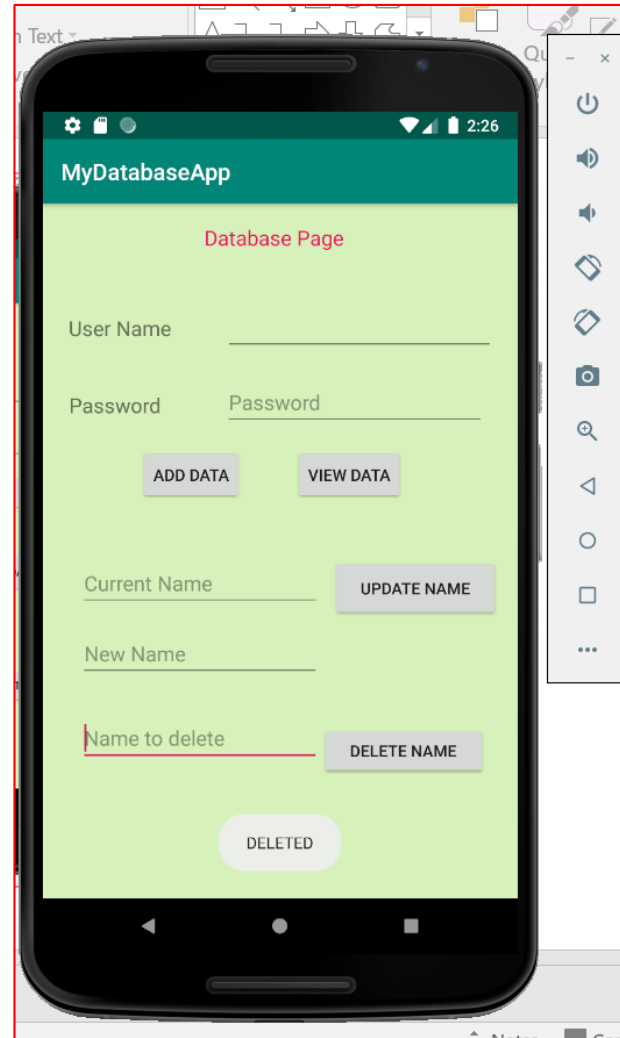 Text
2:26
MyDatabaseApp
Database Page
User Name
Password Password
ADD DATA VIEW DATA
Current Name UPDATE NAME
New Name
Name to delete DELETE NAME
DELETED